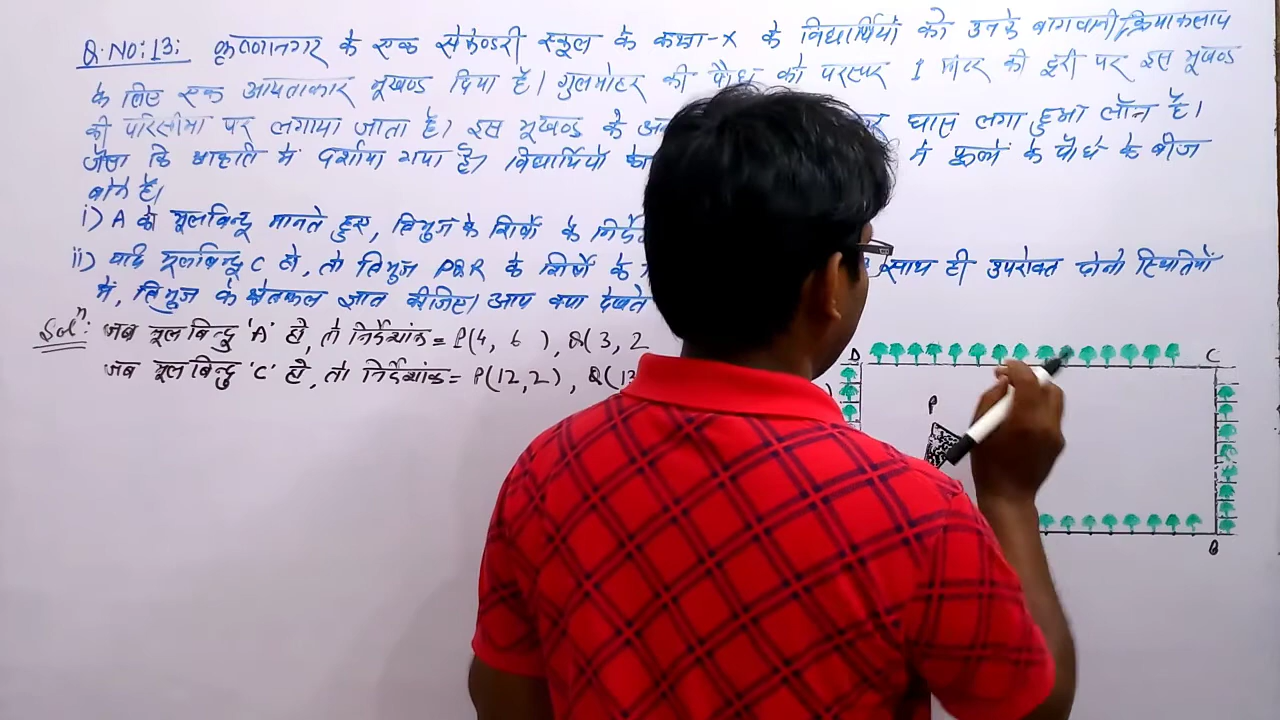 Q.NO:13: कृष्णानगर के एक सेकेण्डरी स्कूल के कक्षा-X के विद्यार्थियों को उनके बागवानी क्रियाकलाप
के लिए एक आयताकार भूखण्ड दिया है। गुलमोहर की पौधे को परस्पर 1 मीटर की दूरी पर इस भूखण्ड
की परिसीमा पर लगाया जाता है। इस भूखण्ड के घास लगा हुआ लॉन है।
जैसा कि आकृति में दर्शाया गया है। विद्यार्थियों में फूलों के पौधे के बीज
बोने है।
i) A को मूलबिन्दू मानते हुए, त्रिभुज के शिर्षों के
ii) यदि मूलबिन्दू C हो, तो त्रिभुज PQR के शिर्षों के साथ ही उपरोक्त दोनो स्थितियों
में, त्रिभुज के क्षेत्रफल ज्ञात कीजिए। आप क्या देखते
Solⁿ: जब मूलबिन्दु 'A' हो, तो निर्देशांक = P(4, 6 ), Q(3, 2
जब मूलबिन्दु 'C' हो, तो निर्देशांक = P(12,2), Q(13
D C
P
B